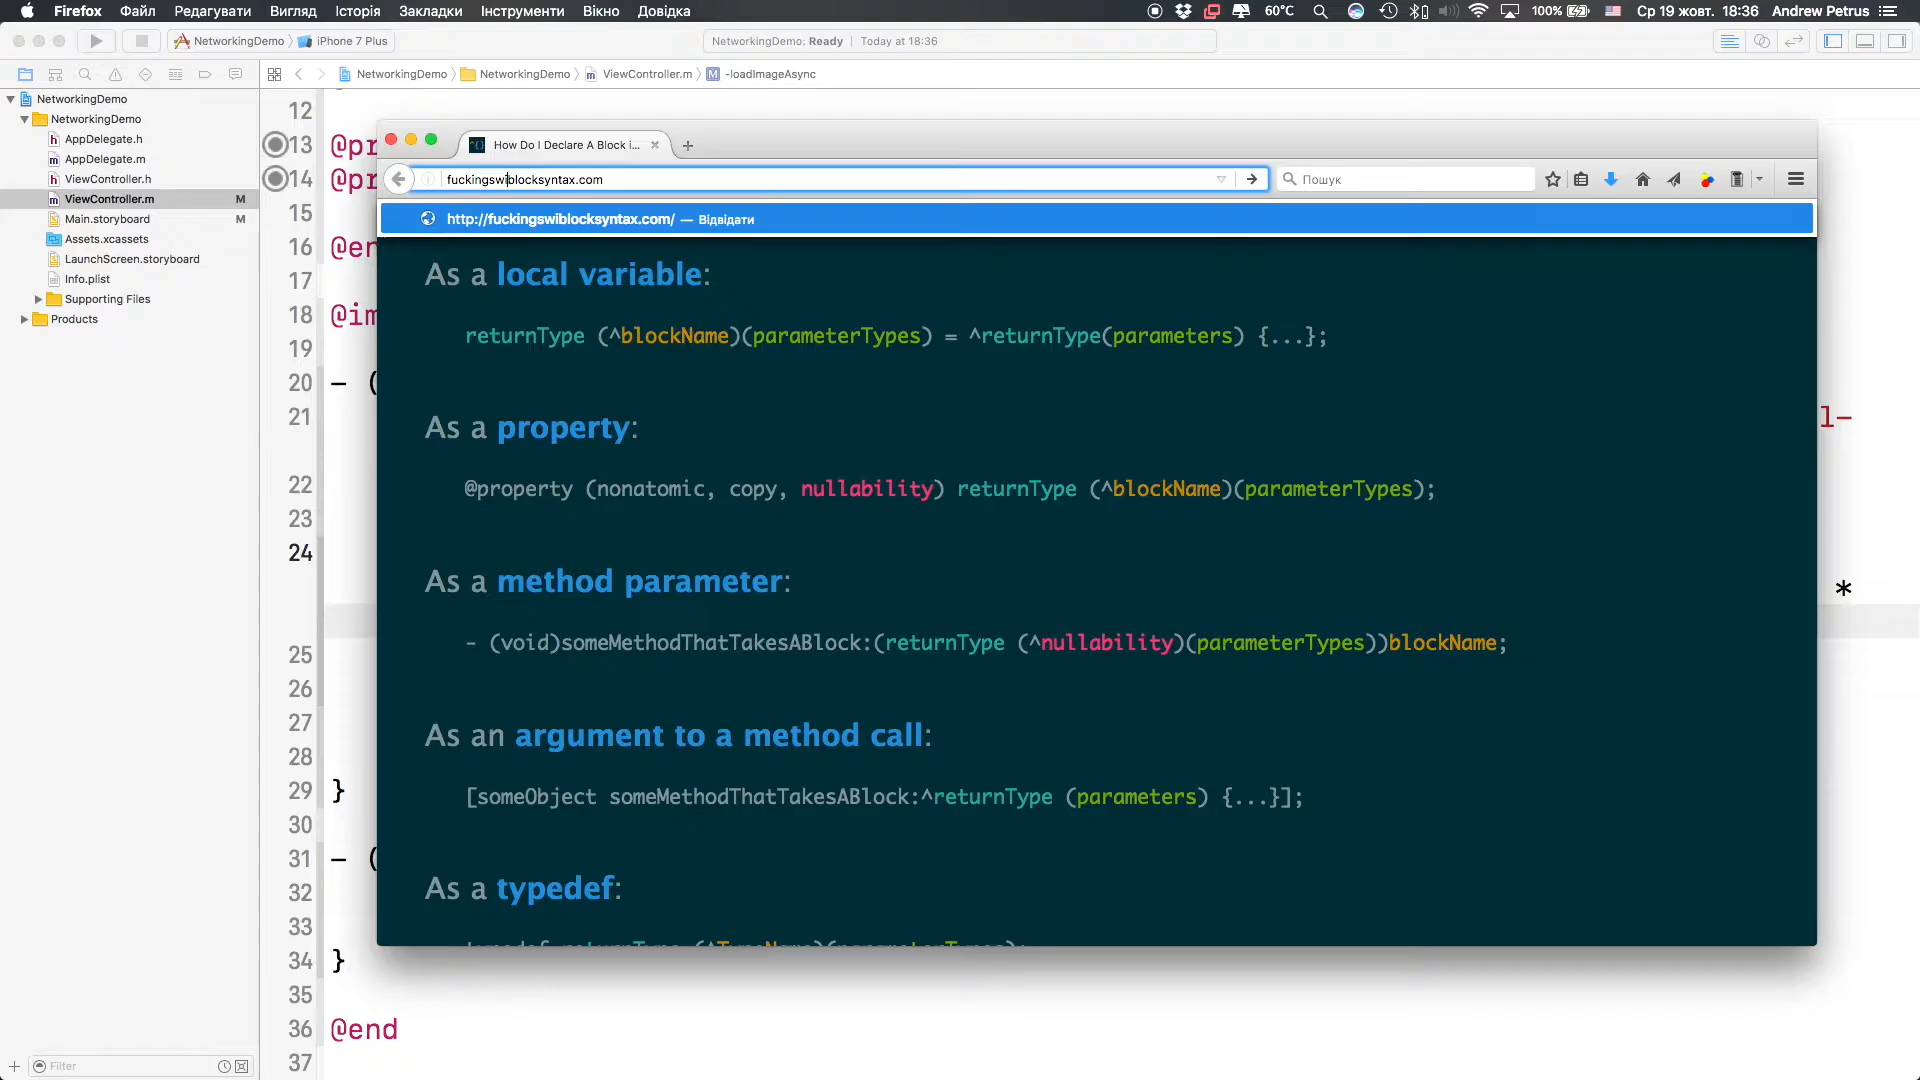 Firefox Файл Редагувати Вигляд Історія Закладки Інструменти Вікно Довідка 60°C 100% Ср 19 жовт. 18:36 Andrew Petrus
NetworkingDemo iPhone 7 Plus NetworkingDemo: Ready Today at 18:36
NetworkingDemo NetworkingDemo ViewController.m M -loadImageAsync
NetworkingDemo
NetworkingDemo
AppDelegate.h
AppDelegate.m
ViewController.h
ViewController.m M
Main.storyboard M
Assets.xcassets
LaunchScreen.storyboard
Info.plist
Supporting Files
Products
Filter
12
13 @pr
14 @pr
15
16 @en
17
18 @im
19
20 – (
21 l-
22
23
24
*
25
26
27
28
29 }
30
31 – (
32
33
34 }
35
36 @end
37
How Do I Declare A Block i...
fuckingswiblocksyntax.com Пошук
http://fuckingswiblocksyntax.com/ — Відвідати
As a local variable:
returnType (^blockName)(parameterTypes) = ^returnType(parameters) {...};
As a property:
@property (nonatomic, copy, nullability) returnType (^blockName)(parameterTypes);
As a method parameter:
- (void)someMethodThatTakesABlock:(returnType (^nullability)(parameterTypes))blockName;
As an argument to a method call:
[someObject someMethodThatTakesABlock:^returnType (parameters) {...}];
As a typedef:
typedef returnType (^TypeName)(parameterTypes);